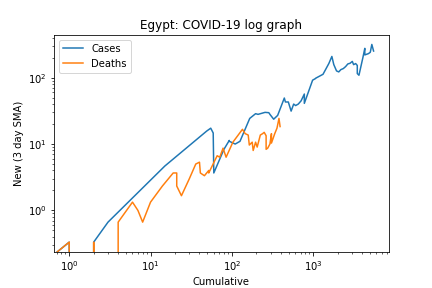 Egypt: COVID-19 log graph
Cases
Deaths
New (3 day SMA)
10²
10¹
10⁰
10⁰ 10¹ 10² 10³
Cumulative